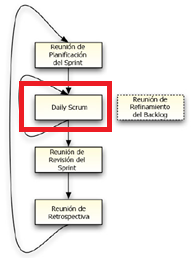 Reunión de
Planificación
del Sprint
Daily Scrum
Reunión de
Refinamiento
del Backlog
Reunión de
Revisión del
Sprint
Reunión de
Retrospectiva